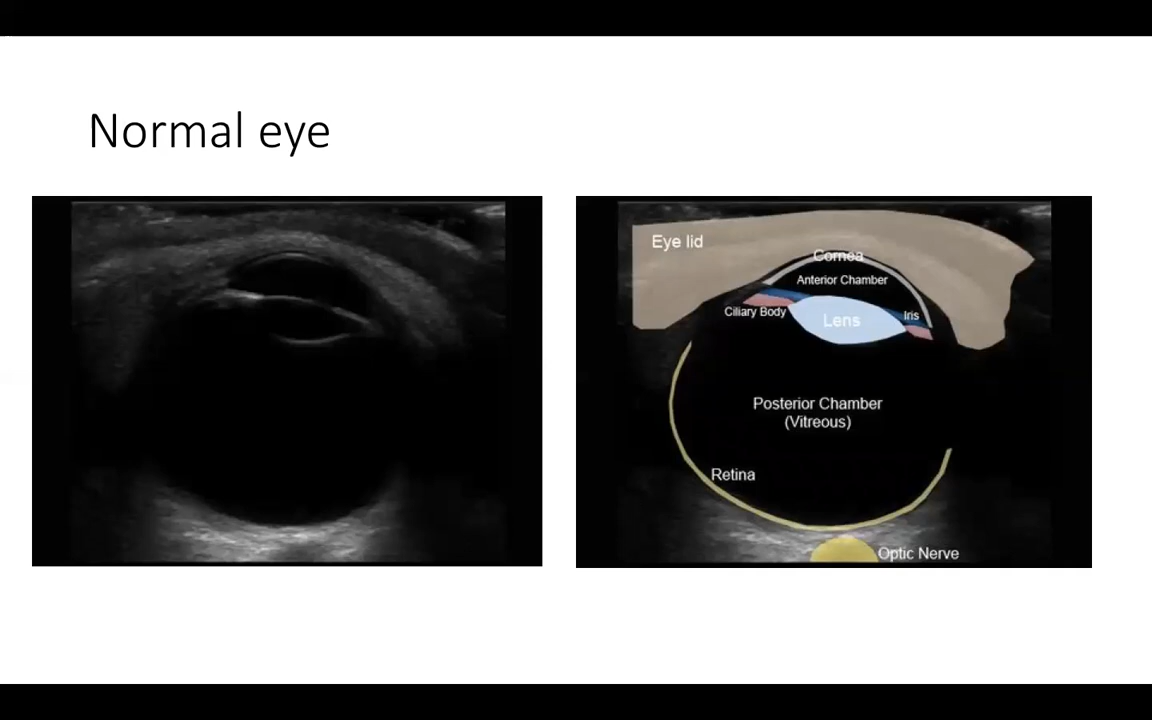 Normal eye
Eye lid
Cornea
Anterior Chamber
Ciliary Body
Lens
Iris
Posterior Chamber
(Vitreous)
Retina
Optic Nerve